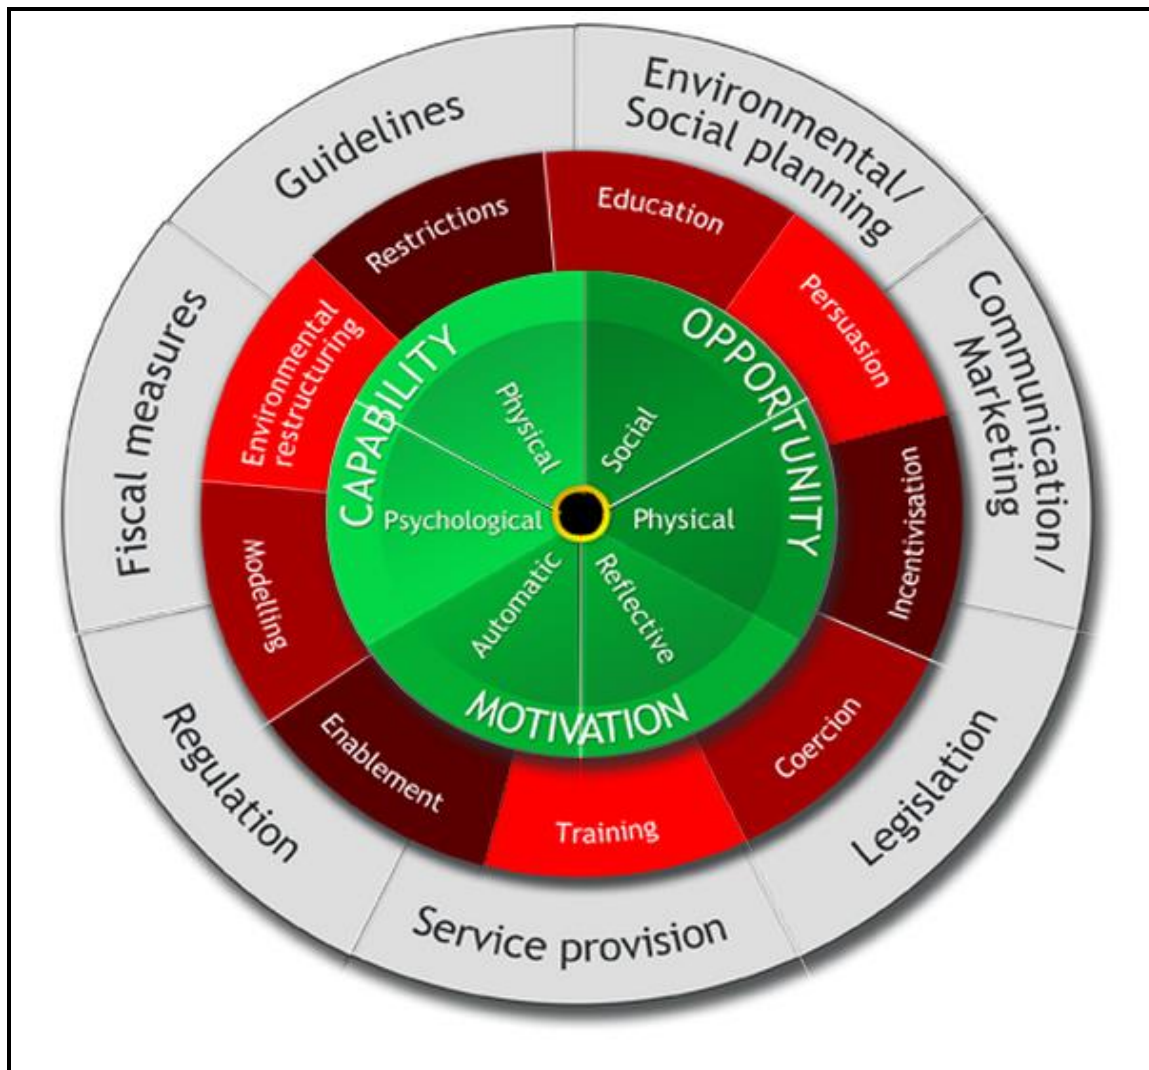 Guidelines
Environmental/
Social planning
Communication/
Marketing
Legislation
Service provision
Regulation
Fiscal measures
Restrictions
Education
Persuasion
Incentivisation
Coercion
Training
Enablement
Modelling
Environmental
restructuring
CAPABILITY
OPPORTUNITY
MOTIVATION
Physical
Social
Physical
Reflective
Automatic
Psychological